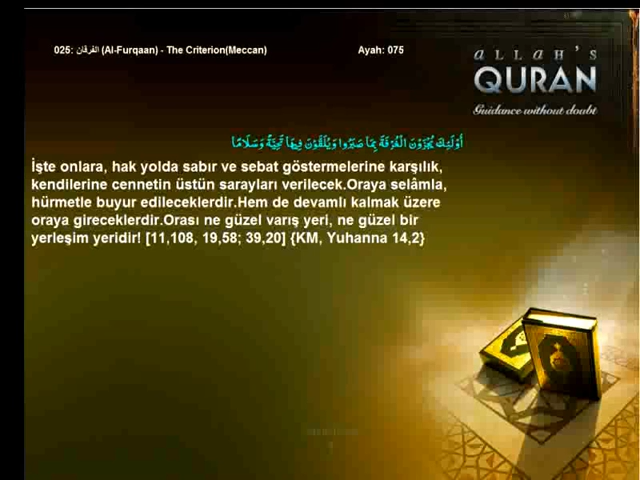 025: الفرقان (Al-Furqaan) - The Criterion(Meccan) Ayah: 075
ALLAH'S
QURAN
Guidance without doubt
أُوْلَئِكَ يُجْزَوْنَ الْغُرْفَةَ بِمَا صَبَرُوا وَيُلَقَّوْنَ فِيهَا تَحِيَّةً وَسَلَامًا
İşte onlara, hak yolda sabır ve sebat göstermelerine karşılık,
kendilerine cennetin üstün sarayları verilecek.Oraya selâmla,
hürmetle buyur edileceklerdir.Hem de devamlı kalmak üzere
oraya gireceklerdir.Orası ne güzel varış yeri, ne güzel bir
yerleşim yeridir! [11,108, 19,58; 39,20] {KM, Yuhanna 14,2}